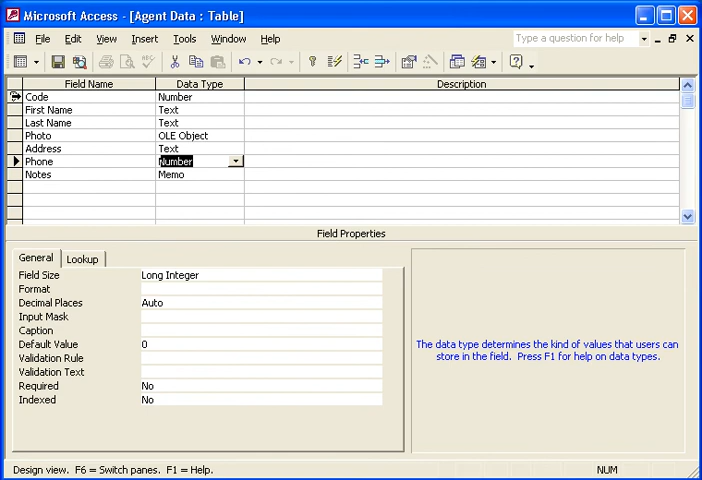 Microsoft Access - [Agent Data : Table]
File Edit View Insert Tools Window Help Type a question for help
Field Name Data Type Description
Code Number
First Name Text
Last Name Text
Photo OLE Object
Address Text
Phone Number
Notes Memo
Field Properties
General Lookup
Field Size Long Integer
Format
Decimal Places Auto
Input Mask
Caption
Default Value 0
Validation Rule
Validation Text
Required No
Indexed No
The data type determines the kind of values that users can
store in the field. Press F1 for help on data types.
Design view. F6 = Switch panes. F1 = Help. NUM